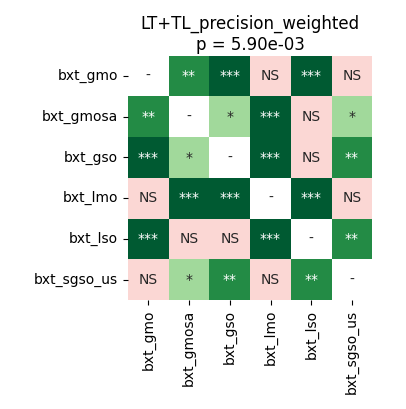 LT+TL_precision_weighted
p = 5.90e-03
bxt_gmo - ** *** NS *** NS
bxt_gmosa ** - * *** NS *
bxt_gso *** * - *** NS **
bxt_lmo NS *** *** - *** NS
bxt_lso *** NS NS *** - **
bxt_sgso_us NS * ** NS ** -
bxt_gmo
bxt_gmosa
bxt_gso
bxt_lmo
bxt_lso
bxt_sgso_us